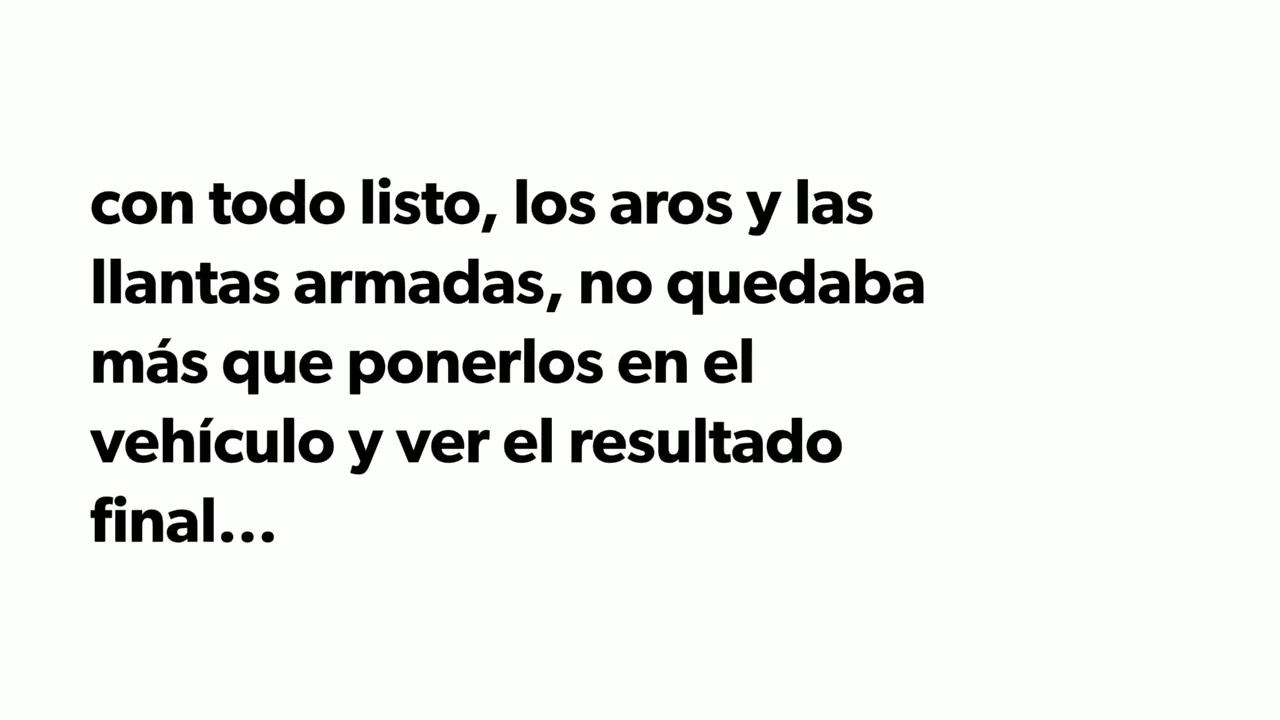 con todo listo, los aros y las
llantas armadas, no quedaba
más que ponerlos en el
vehículo y ver el resultado
final...